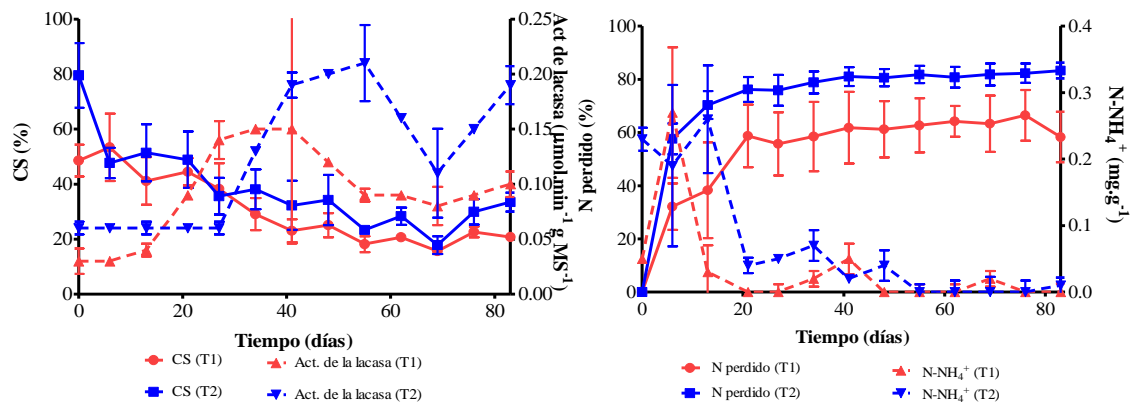 100
80
60
40
20
0
CS (%)
0.25
0.20
0.15
0.10
0.05
0.00
Act de lacasa (µmol.min⁻¹g MS⁻¹)
0 20 40 60 80
Tiempo (días)
CS (T1) Act. de la lacasa (T1)
CS (T2) Act. de la lacasa (T2)
100
80
60
40
20
0
N perdido (%)
0.4
0.3
0.2
0.1
0.0
N-NH₄⁺ (mg.g⁻¹)
0 20 40 60 80
Tiempo (días)
N perdido (T1) N-NH₄⁺ (T1)
N perdido (T2) N-NH₄⁺ (T2)